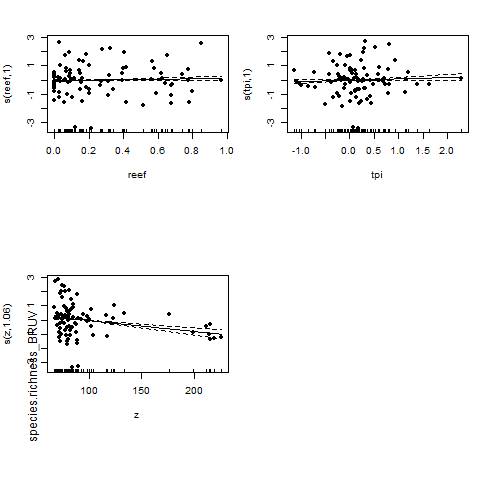 s(reef,1)
3
1
-1
-3
0.0 0.2 0.4 0.6 0.8 1.0
reef
s(tpi,1)
3
1
-1
-3
-1.0 0.0 0.5 1.0 1.5 2.0
tpi
s(z,1.06)
species.richness_BRUV
3
1
100 150 200
z